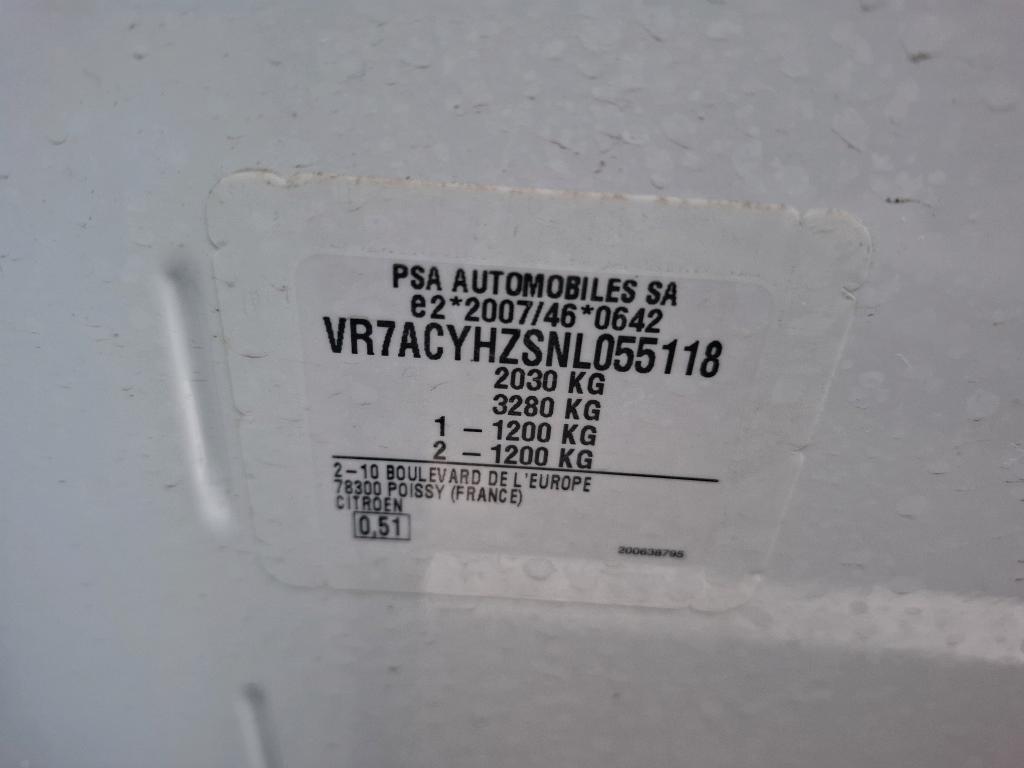 PSA AUTOMOBILES SA
e2*2007/46*0642
VR7ACYHZSNL055118
2030 KG
3280 KG
1 – 1200 KG
2 – 1200 KG
2–10 BOULEVARD DE L'EUROPE
78300 POISSY (FRANCE)
CITROEN
0,51
200638795